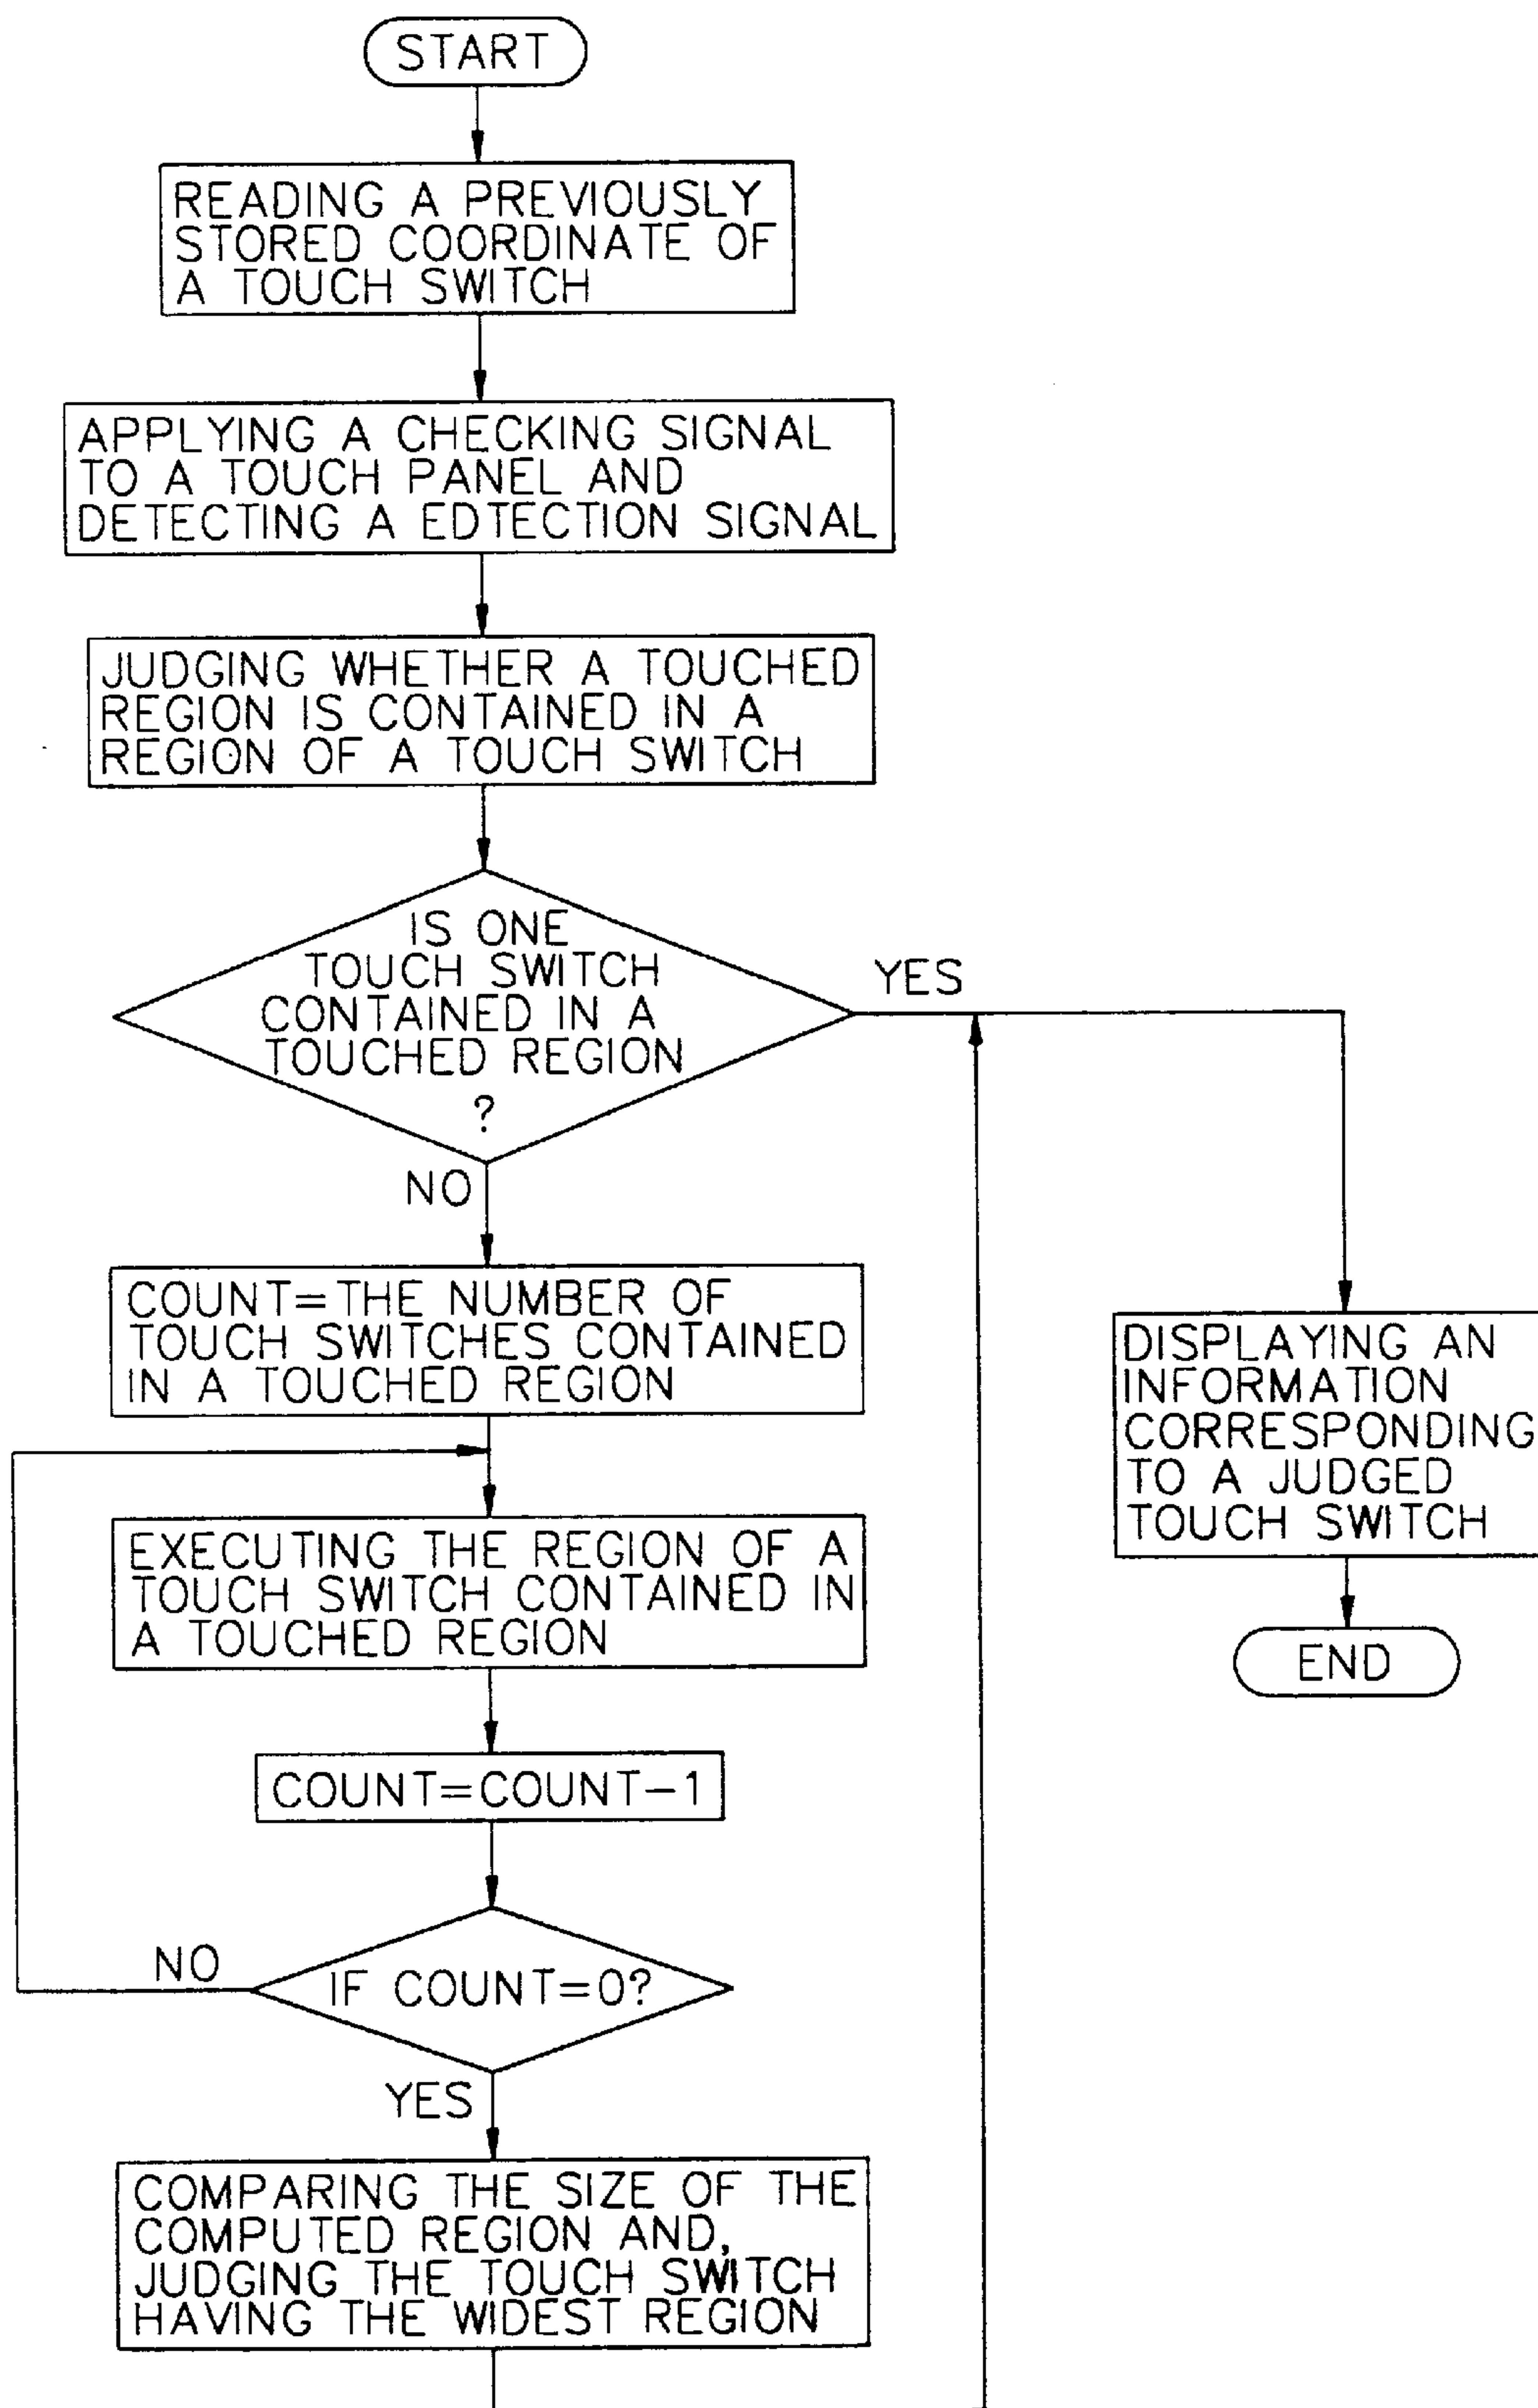 START
READING A PREVIOUSLY
STORED COORDINATE OF
A TOUCH SWITCH
APPLYING A CHECKING SIGNAL
TO A TOUCH PANEL AND
DETECTING A EDTECTION SIGNAL
JUDGING WHETHER A TOUCHED
REGION IS CONTAINED IN A
REGION OF A TOUCH SWITCH
IS ONE
TOUCH SWITCH
CONTAINED IN A
TOUCHED REGION
?
YES
NO
COUNT=THE NUMBER OF
TOUCH SWITCHES CONTAINED
IN A TOUCHED REGION
EXECUTING THE REGION OF A
TOUCH SWITCH CONTAINED IN
A TOUCHED REGION
COUNT=COUNT-1
IF COUNT=0?
NO
YES
COMPARING THE SIZE OF THE
COMPUTED REGION AND,
JUDGING THE TOUCH SWITCH
HAVING THE WIDEST REGION
DISPLAYING AN
INFORMATION
CORRESPONDING
TO A JUDGED
TOUCH SWITCH
END